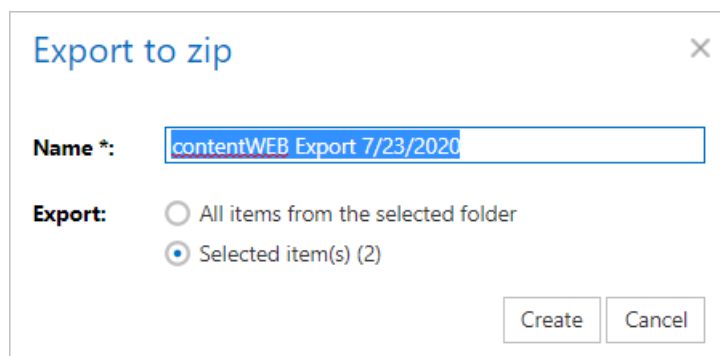 Export to zip
Name *: contentWEB Export 7/23/2020
Export: All items from the selected folder
Selected item(s) (2)
Create Cancel